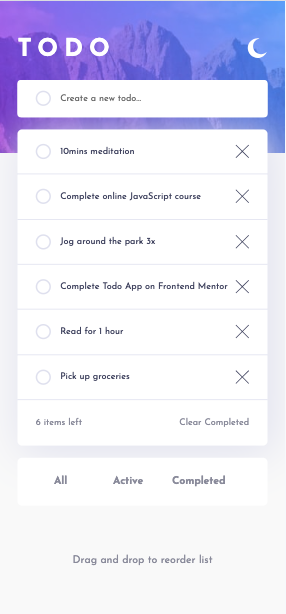 TODO
Create a new todo...
10mins meditation
Complete online JavaScript course
Jog around the park 3x
Complete Todo App on Frontend Mentor
Read for 1 hour
Pick up groceries
6 items left Clear Completed
All Active Completed
Drag and drop to reorder list